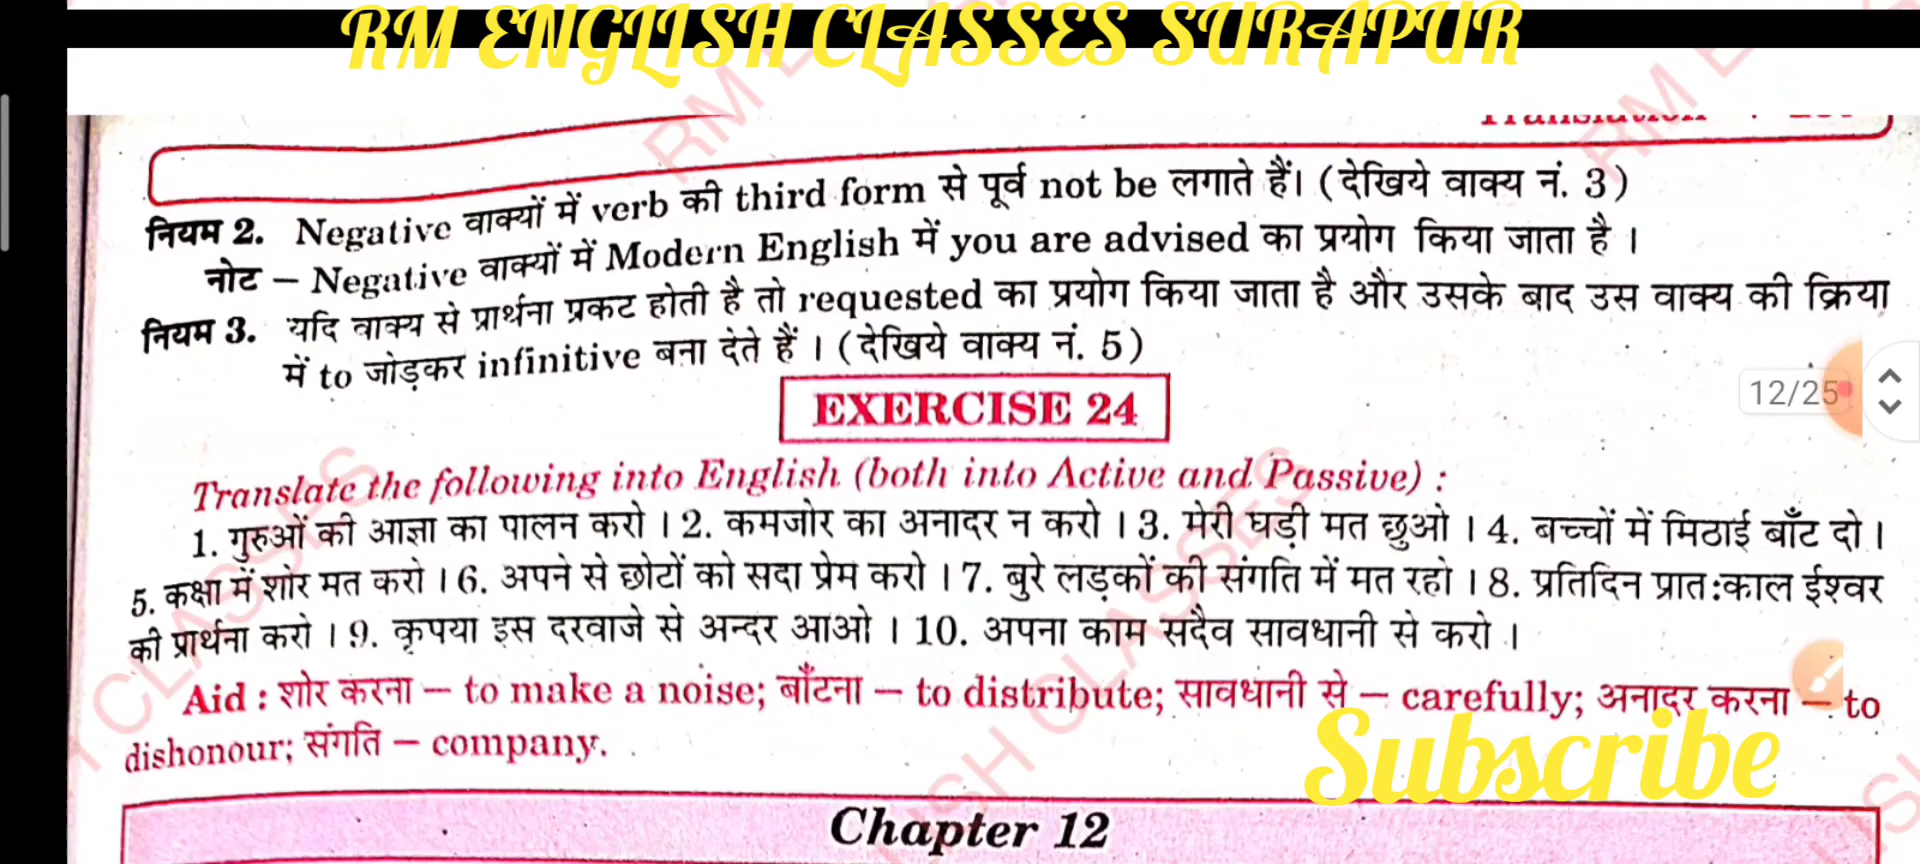 RM ENGLISH CLASSES SURAPUR
नियम 2. Negative वाक्यों में verb की third form से पूर्व not be लगाते हैं। (देखिये वाक्य नं. 3)
नोट – Negative वाक्यों में Modern English में you are advised का प्रयोग किया जाता है ।
नियम 3. यदि वाक्य से प्रार्थना प्रकट होती है तो requested का प्रयोग किया जाता है और उसके बाद उस वाक्य की क्रिया
में to जोड़कर infinitive बना देते हैं । (देखिये वाक्य नं. 5)
12/25
EXERCISE 24
Translate the following into English (both into Active and Passive) :
1. गुरुओं की आज्ञा का पालन करो । 2. कमजोर का अनादर न करो । 3. मेरी घड़ी मत छुओ । 4. बच्चों में मिठाई बाँट दो ।
5. कक्षा में शोर मत करो । 6. अपने से छोटों को सदा प्रेम करो । 7. बुरे लड़कों की संगति में मत रहो । 8. प्रतिदिन प्रात:काल ईश्वर
की प्रार्थना करो । 9. कृपया इस दरवाजे से अन्दर आओ । 10. अपना काम सदैव सावधानी से करो .।
Aid : शोर करना – to make a noise; बाँटना – to distribute; सावधानी से – carefully; अनादर करना – to
dishonour; संगति – company.
Subscribe
Chapter 12